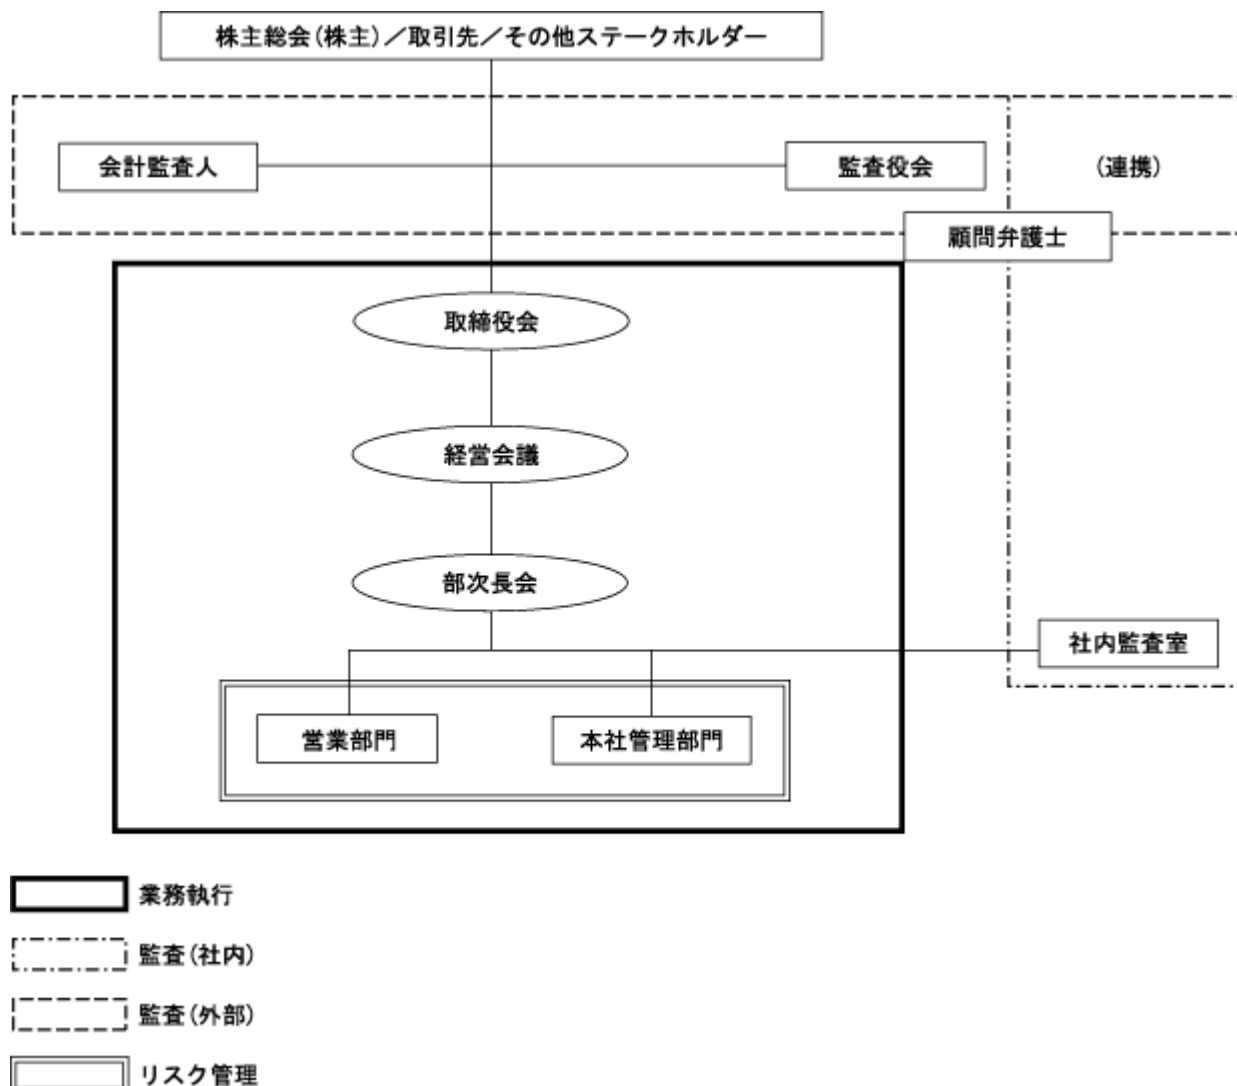 株主総会(株主)/取引先/その他ステークホルダー
会計監査人
監査役会
(連携)
顧問弁護士
取締役会
経営会議
部次長会
社内監査室
営業部門
本社管理部門
業務執行
監査(社内)
監査(外部)
リスク管理